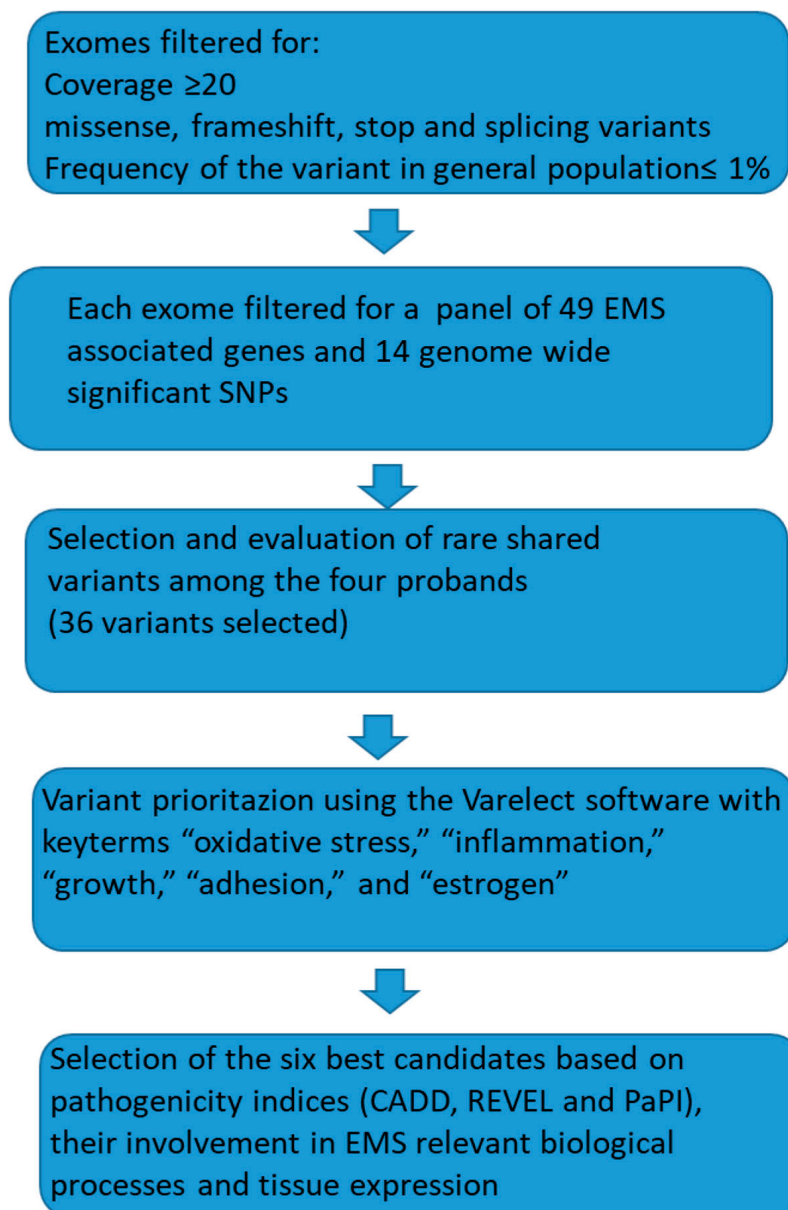 Exomes filtered for:
Coverage ≥20
missense, frameshift, stop and splicing variants
Frequency of the variant in general population≤ 1%
Each exome filtered for a panel of 49 EMS
associated genes and 14 genome wide
significant SNPs
Selection and evaluation of rare shared
variants among the four probands
(36 variants selected)
Variant prioritazion using the Varelect software with
keyterms “oxidative stress,” “inflammation,”
“growth,” “adhesion,” and “estrogen”
Selection of the six best candidates based on
pathogenicity indices (CADD, REVEL and PaPI),
their involvement in EMS relevant biological
processes and tissue expression